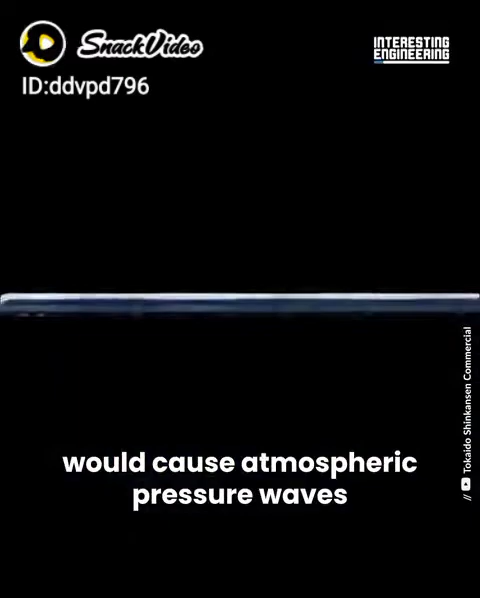 SnackVideo
INTERESTING
ENGINEERING
ID:ddvpd796
// Tokaido Shinkansen Commercial
would cause atmospheric
pressure waves